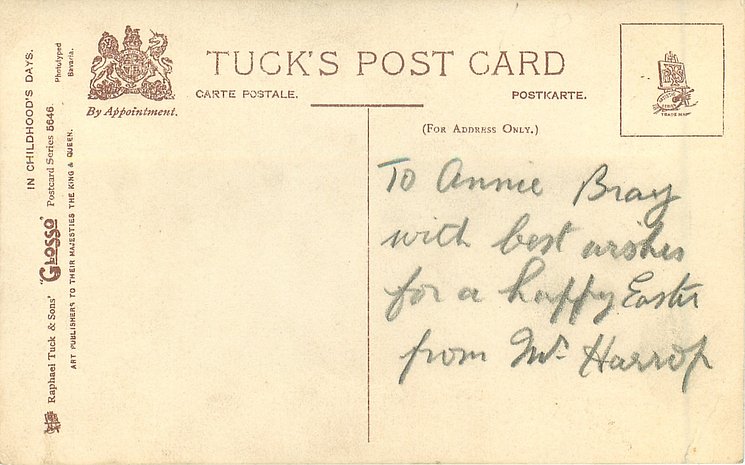 TUCK'S POST CARD
CARTE POSTALE.
POSTKARTE.
By Appointment.
(FOR ADDRESS ONLY.)
TRADE MARK
IN CHILDHOOD'S DAYS.
Phototyped
Bavaria.
Raphael Tuck & Sons' "GLOSSO" Postcard Series 5646.
ART PUBLISHERS TO THEIR MAJESTIES THE KING & QUEEN.
To Annie Bray
with best wishes
for a happy Easter
from Mr. Harrop